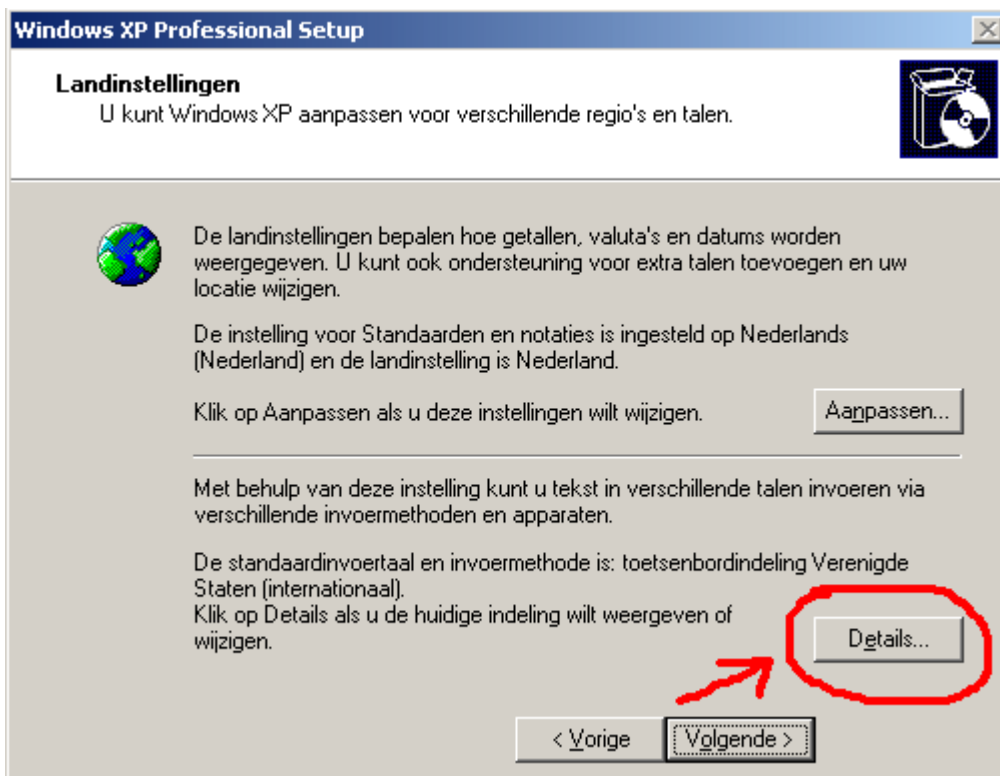 Windows XP Professional Setup
Landinstellingen
U kunt Windows XP aanpassen voor verschillende regio's en talen.
De landinstellingen bepalen hoe getallen, valuta's en datums worden
weergegeven. U kunt ook ondersteuning voor extra talen toevoegen en uw
locatie wijzigen.
De instelling voor Standaarden en notaties is ingesteld op Nederlands
(Nederland) en de landinstelling is Nederland.
Klik op Aanpassen als u deze instellingen wilt wijzigen.
Aanpassen...
Met behulp van deze instelling kunt u tekst in verschillende talen invoeren via
verschillende invoermethoden en apparaten.
De standaardinvoertaal en invoermethode is: toetsenbordindeling Verenigde
Staten (internationaal).
Klik op Details als u de huidige indeling wilt weergeven of
wijzigen.
Details...
< Vorige
Volgende >